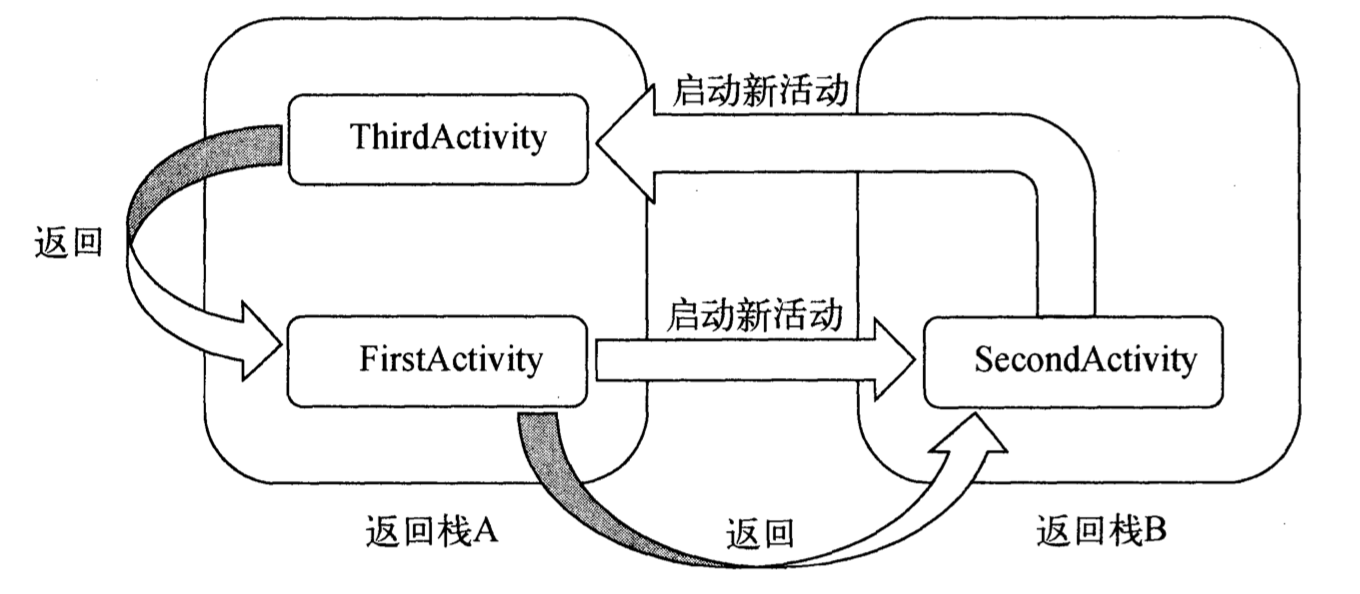 启动新活动
ThirdActivity
返回
启动新活动
FirstActivity
SecondActivity
返回栈A
返回
返回栈B